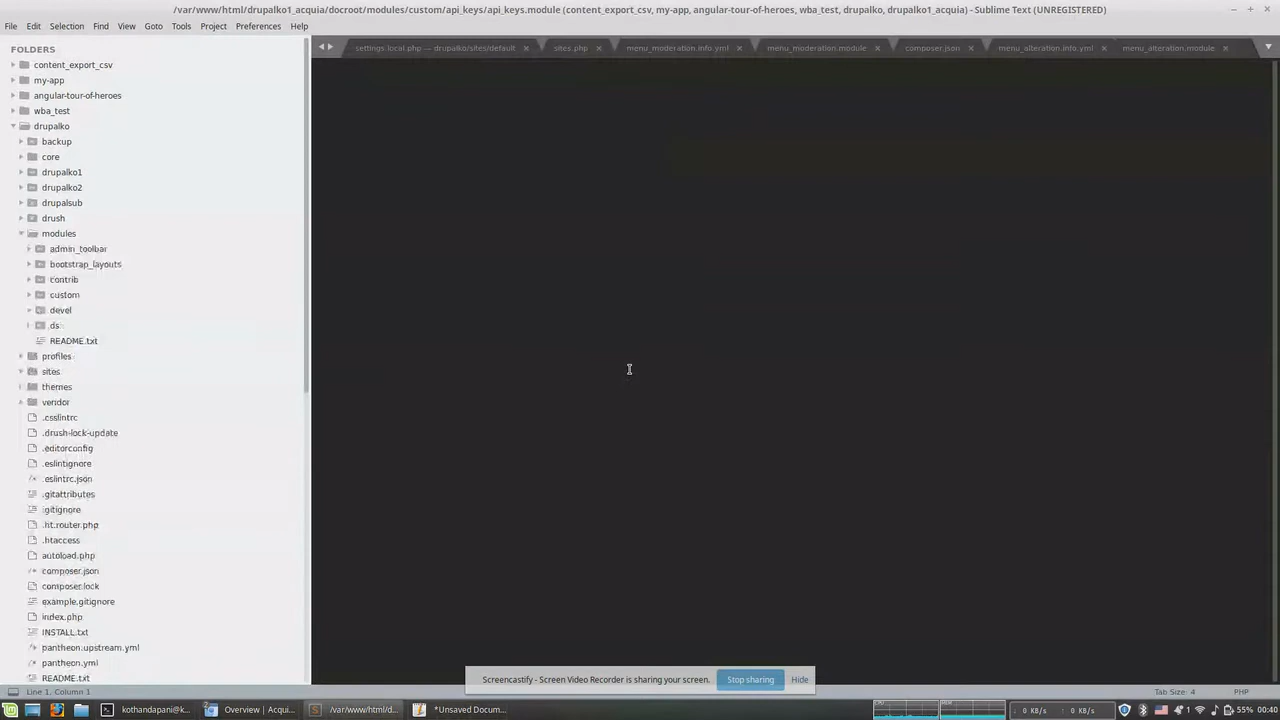 /var/www/html/drupalko1_acquia/docroot/modules/custom/api_keys/api_keys.module (content_export_csv, my-app, angular-tour-of-heroes, wba_test, drupalko, drupalko1_acquia) - Sublime Text (UNREGISTERED)
File Edit Selection Find View Goto Tools Project Preferences Help
settings.local.php — drupalko/sites/default sites.php menu_moderation.info.yml menu_moderation.module composer.json menu_alteration.info.yml menu_alteration.module
FOLDERS
content_export_csv
my-app
angular-tour-of-heroes
wba_test
drupalko
backup
core
drupalko1
drupalko2
drupalsub
drush
modules
admin_toolbar
bootstrap_layouts
contrib
custom
devel
ds
README.txt
profiles
sites
themes
vendor
.csslintrc
.drush-lock-update
.editorconfig
.eslintignore
.eslintrc.json
.gitattributes
.gitignore
.ht.router.php
.htaccess
autoload.php
composer.json
composer.lock
example.gitignore
index.php
INSTALL.txt
pantheon.upstream.yml
pantheon.yml
README.txt
Screencastify - Screen Video Recorder is sharing your screen. Stop sharing Hide
Line 1, Column 1 Tab Size: 4 PHP
kothandapani@k... Overview | Acqui... /var/www/html/d... *Unsaved Docum... 0 KB/s 0 KB/s 55% 00:40